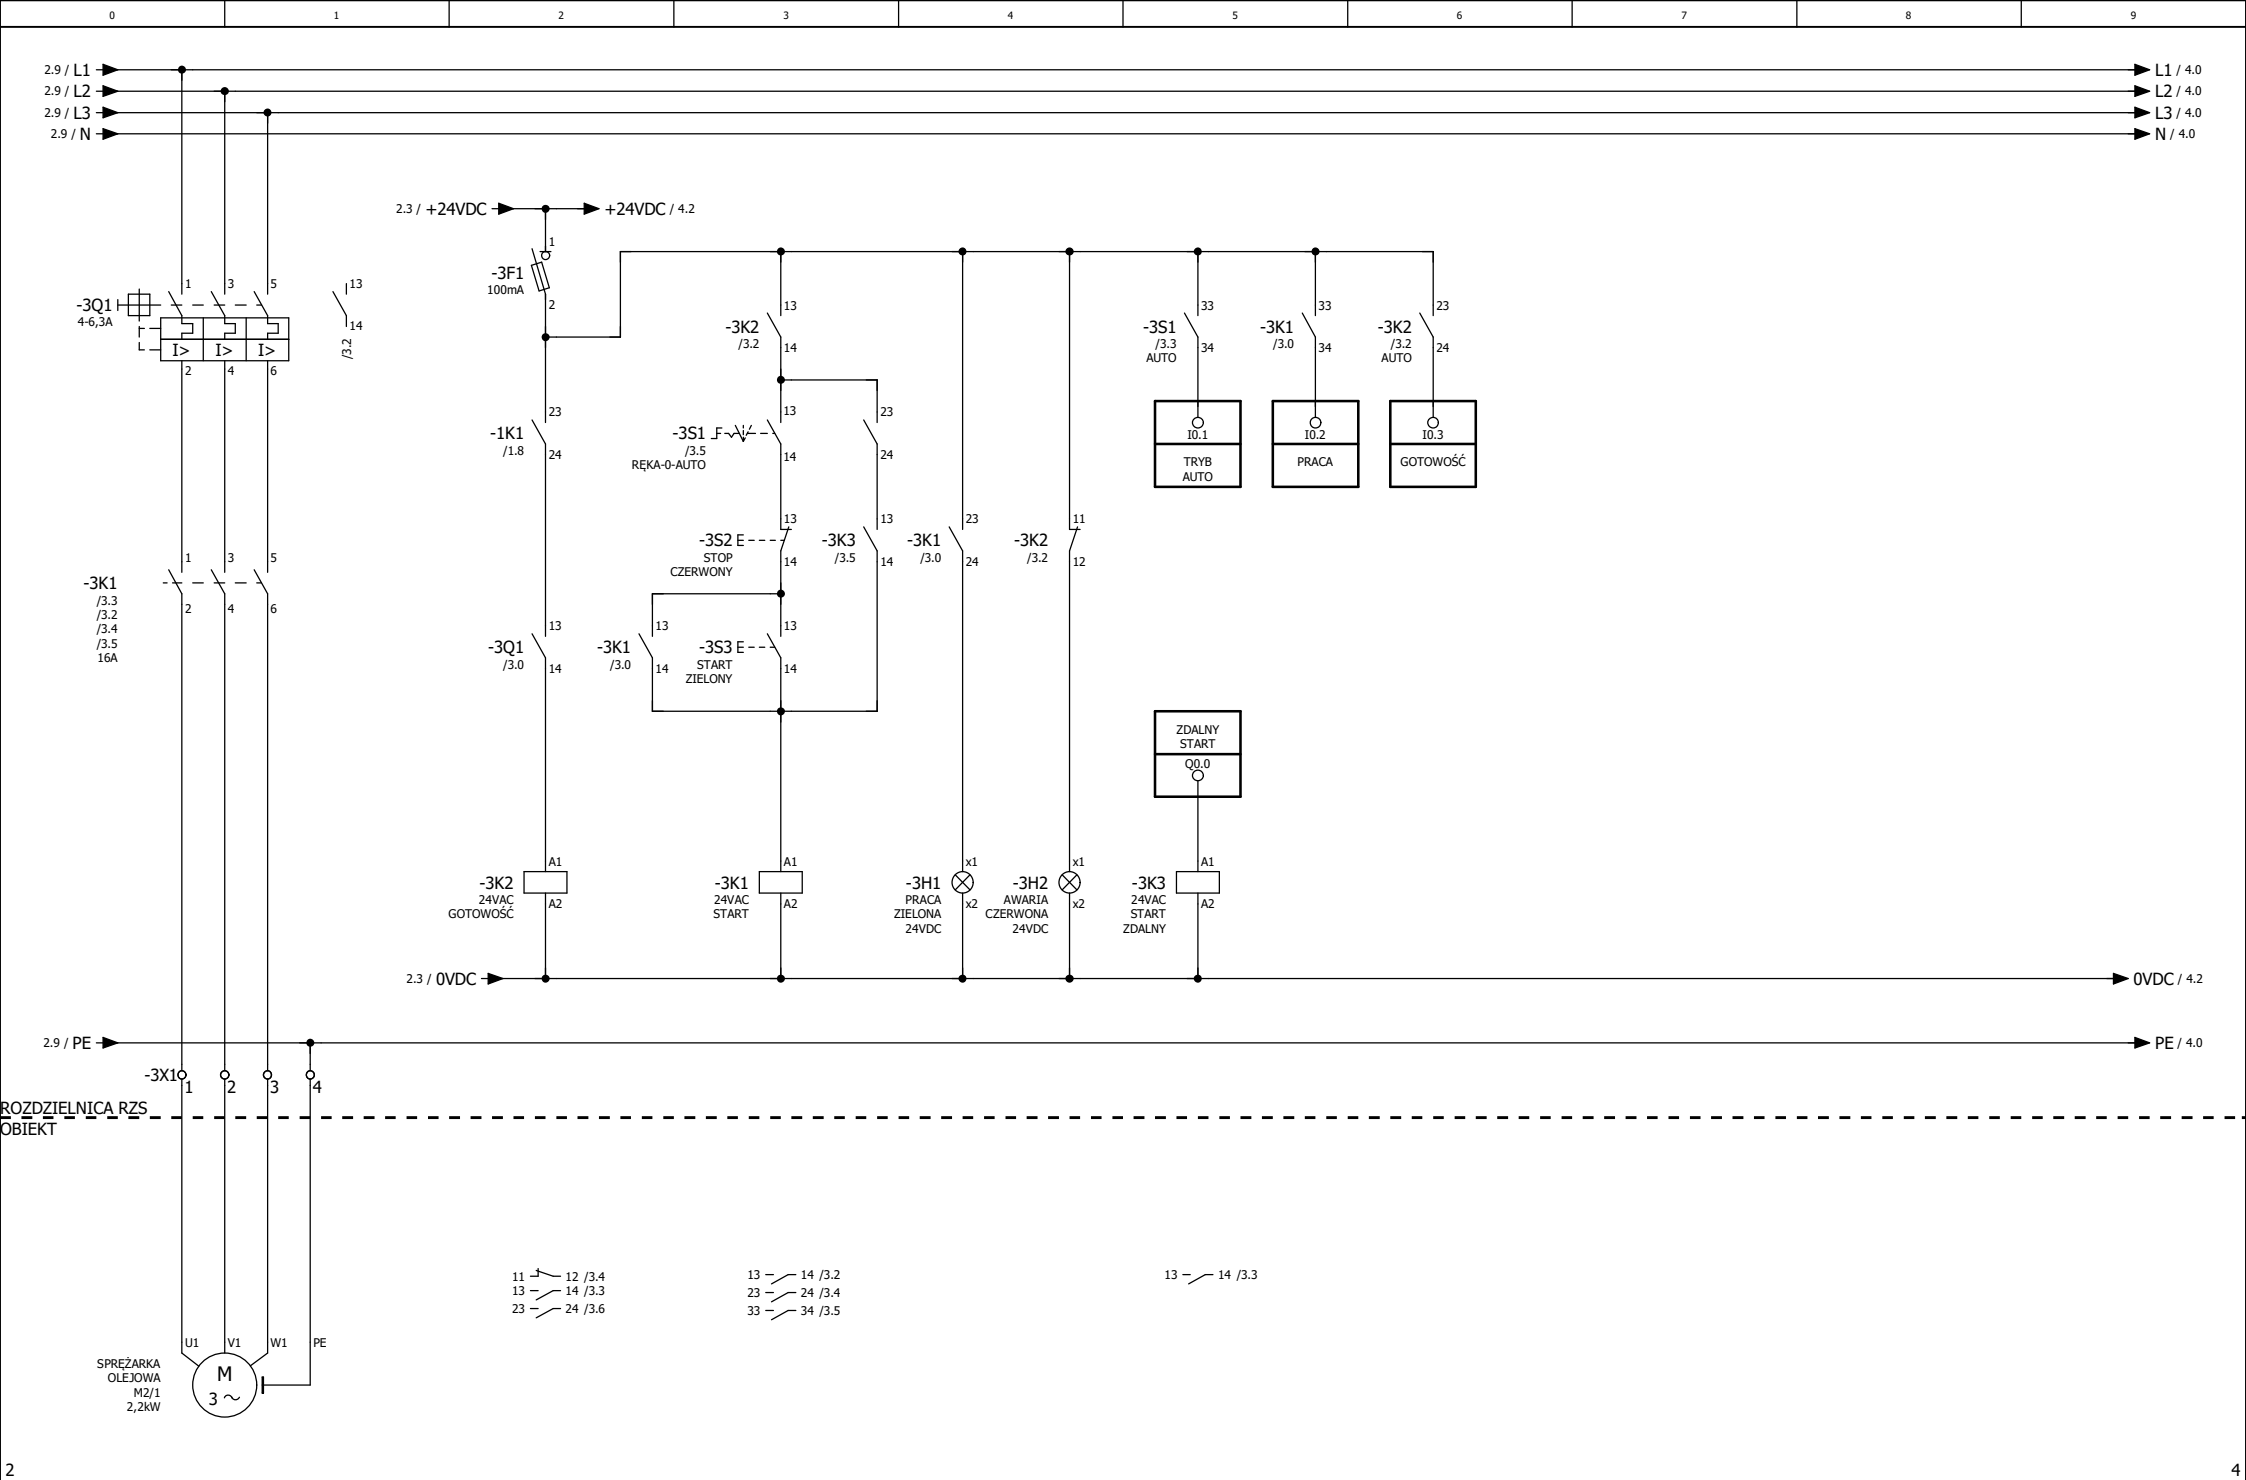 0 1 2 3 4 5 6 7 8 9
2.9 / L1 L1 / 4.0
2.9 / L2 L2 / 4.0
2.9 / L3 L3 / 4.0
2.9 / N N / 4.0
2.3 / +24VDC +24VDC / 4.2
-3Q1
4-6,3A
1 3 5
I> I> I>
2 4 6
13
14
/3.2
-3F1
100mA
1
2
-3K2
/3.2
13
14
-3S1
/3.3
AUTO
33
34
-3K1
/3.0
33
34
-3K2
/3.2
AUTO
23
24
I0.1
TRYB
AUTO
I0.2
PRACA
I0.3
GOTOWOŚĆ
-1K1
/1.8
23
24
-3S1
/3.5
RĘKA-0-AUTO
13
14
23
24
-3S2 E
STOP
CZERWONY
13
14
-3K3
/3.5
13
14
-3K1
/3.0
23
24
-3K2
/3.2
11
12
-3K1
/3.3
/3.2
/3.4
/3.5
16A
1 3 5
2 4 6
-3Q1
/3.0
13
14
-3K1
/3.0
13
14
-3S3 E
START
ZIELONY
13
14
ZDALNY
START
Q0.0
-3K2
24VAC
GOTOWOŚĆ
A1
A2
-3K1
24VAC
START
A1
A2
-3H1
PRACA
ZIELONA
24VDC
x1
x2
-3H2
AWARIA
CZERWONA
24VDC
x1
x2
-3K3
24VAC
START
ZDALNY
A1
A2
2.3 / 0VDC 0VDC / 4.2
2.9 / PE PE / 4.0
-3X1 1 2 3 4
ROZDZIELNICA RZS
OBIEKT
11 12 /3.4
13 14 /3.3
23 24 /3.6
13 14 /3.2
23 24 /3.4
33 34 /3.5
13 14 /3.3
U1 V1 W1 PE
SPRĘŻARKA
OLEJOWA
M2/1
2,2kW
M
3 ~
2 4